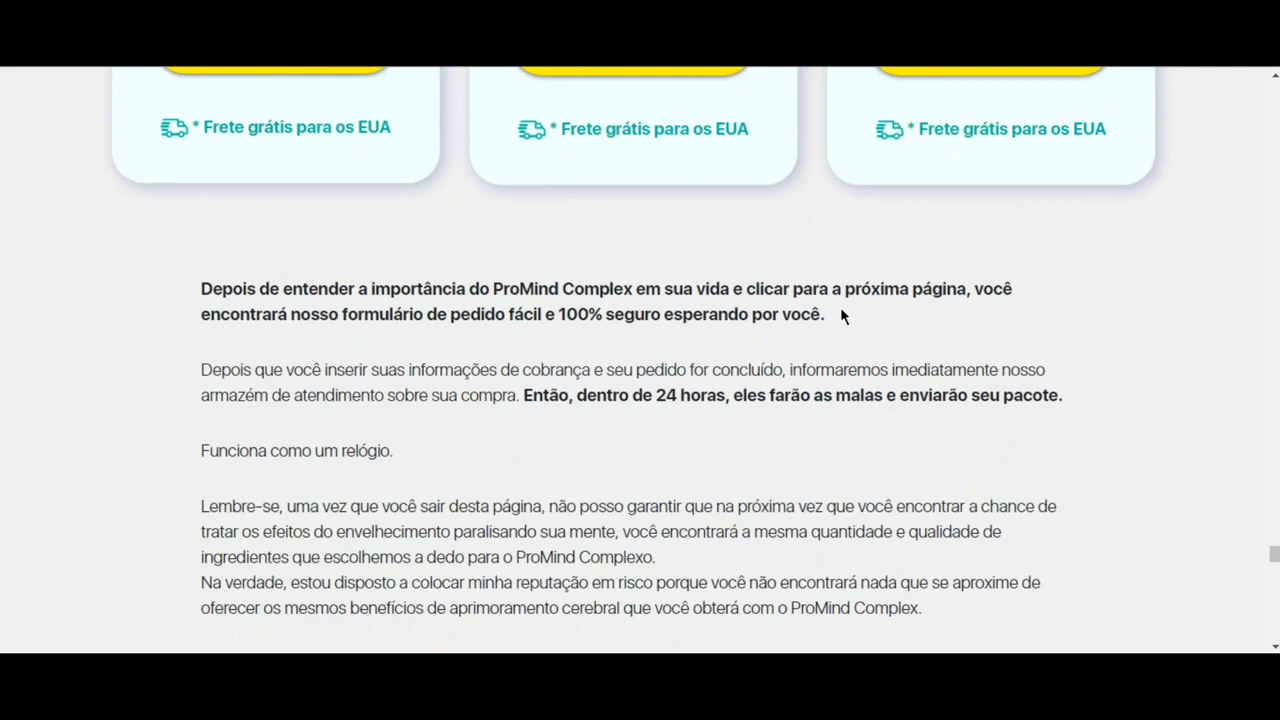 * Frete grátis para os EUA
* Frete grátis para os EUA
* Frete grátis para os EUA
Depois de entender a importância do ProMind Complex em sua vida e clicar para a próxima página, você
encontrará nosso formulário de pedido fácil e 100% seguro esperando por você.
Depois que você inserir suas informações de cobrança e seu pedido for concluído, informaremos imediatamente nosso
armazém de atendimento sobre sua compra. Então, dentro de 24 horas, eles farão as malas e enviarão seu pacote.
Funciona como um relógio.
Lembre-se, uma vez que você sair desta página, não posso garantir que na próxima vez que você encontrar a chance de
tratar os efeitos do envelhecimento paralisando sua mente, você encontrará a mesma quantidade e qualidade de
ingredientes que escolhemos a dedo para o ProMind Complexo.
Na verdade, estou disposto a colocar minha reputação em risco porque você não encontrará nada que se aproxime de
oferecer os mesmos benefícios de aprimoramento cerebral que você obterá com o ProMind Complex.